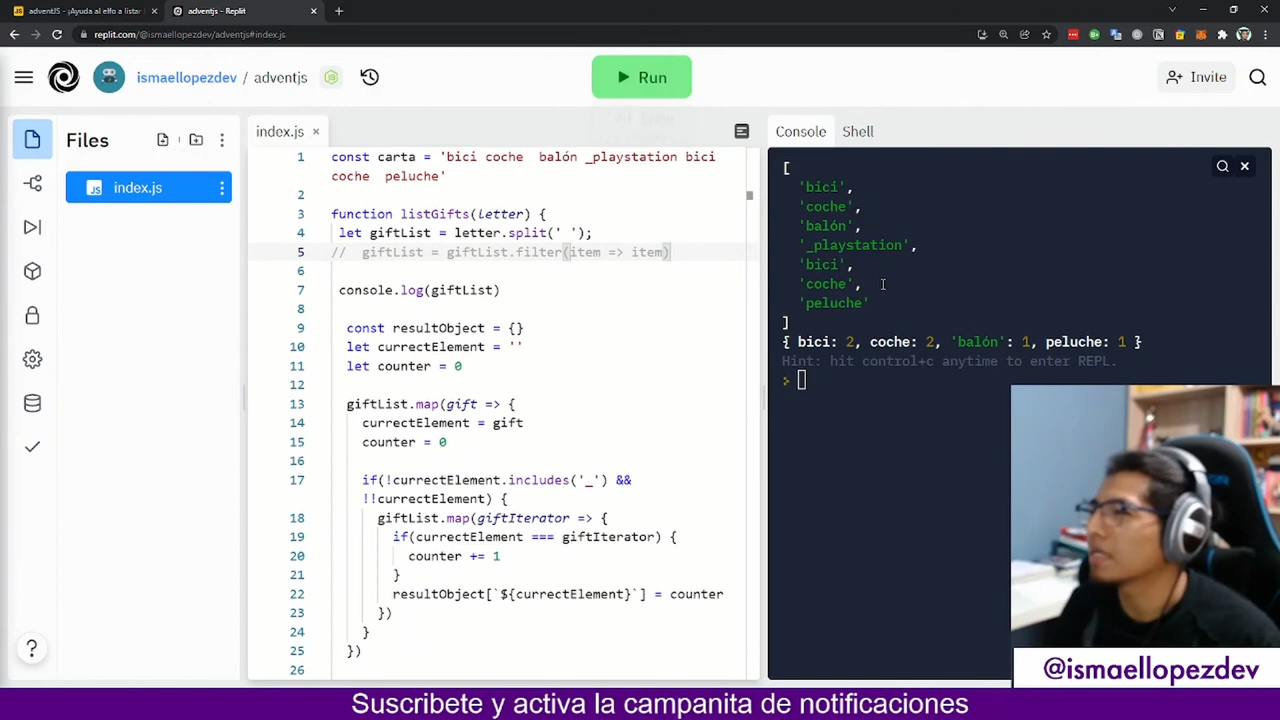 adventJS - ¡Ayuda al elfo a listar
adventjs - Replit
replit.com/@ismaellopezdev/adventjs#index.js
ismaellopezdev / adventjs
Run
Invite
Files
index.js
index.js
1 const carta = 'bici coche  balón _playstation bici
coche  peluche'
2
3 function listGifts(letter) {
4 let giftList = letter.split(' ');
5 //  giftList = giftList.filter(item => item)
7 console.log(giftList)
8
9 const resultObject = {}
10 let currectElement = ''
11 let counter = 0
12
13 giftList.map(gift => {
14 currectElement = gift
15 counter = 0
16
17 if(!currectElement.includes('_') &&
!!currectElement) {
18 giftList.map(giftIterator => {
19 if(currectElement === giftIterator) {
20 counter += 1
21 }
22 resultObject[`${currectElement}`] = counter
23 })
24 }
25 })
26
Console
Shell
[
'bici',
'coche',
'balón',
'_playstation',
'bici',
'coche',
'peluche'
]
{ bici: 2, coche: 2, 'balón': 1, peluche: 1 }
Hint: hit control+c anytime to enter REPL.
>
?
@ismaellopezdev
Suscribete y activa la campanita de notificaciones